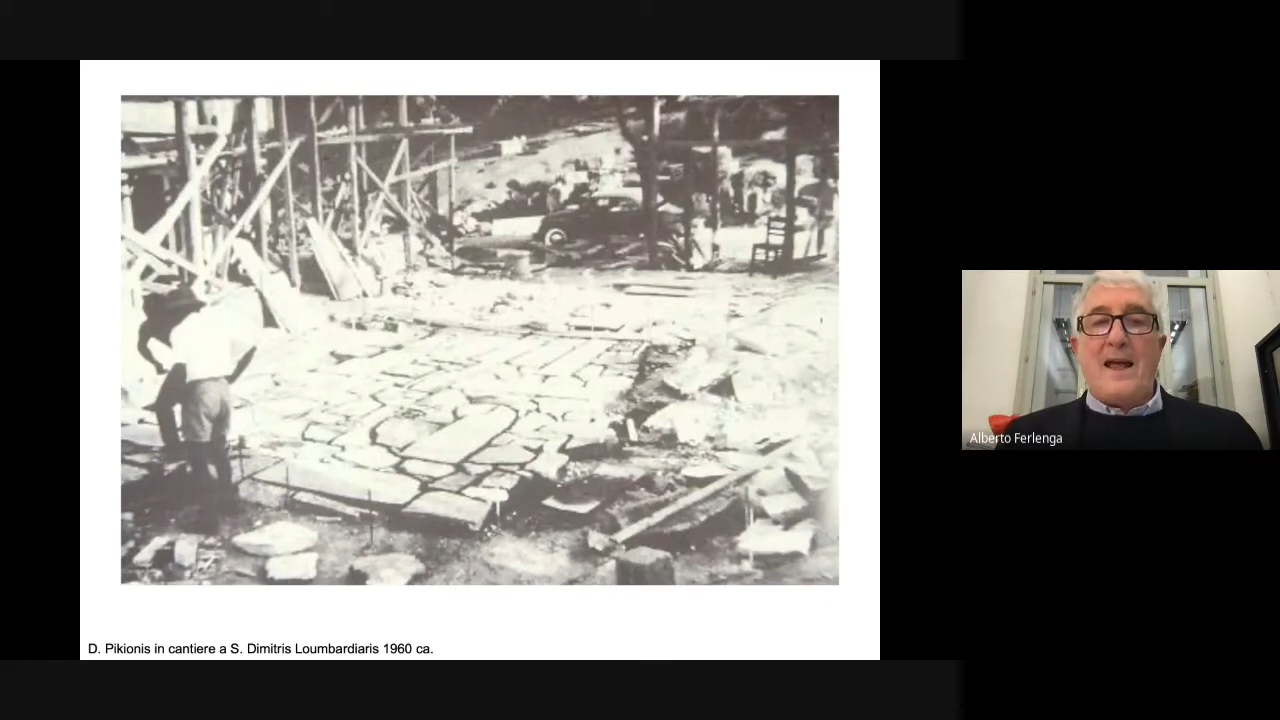 Alberto Ferlenga
D. Pikionis in cantiere a S. Dimitris Loumbardiaris 1960 ca.